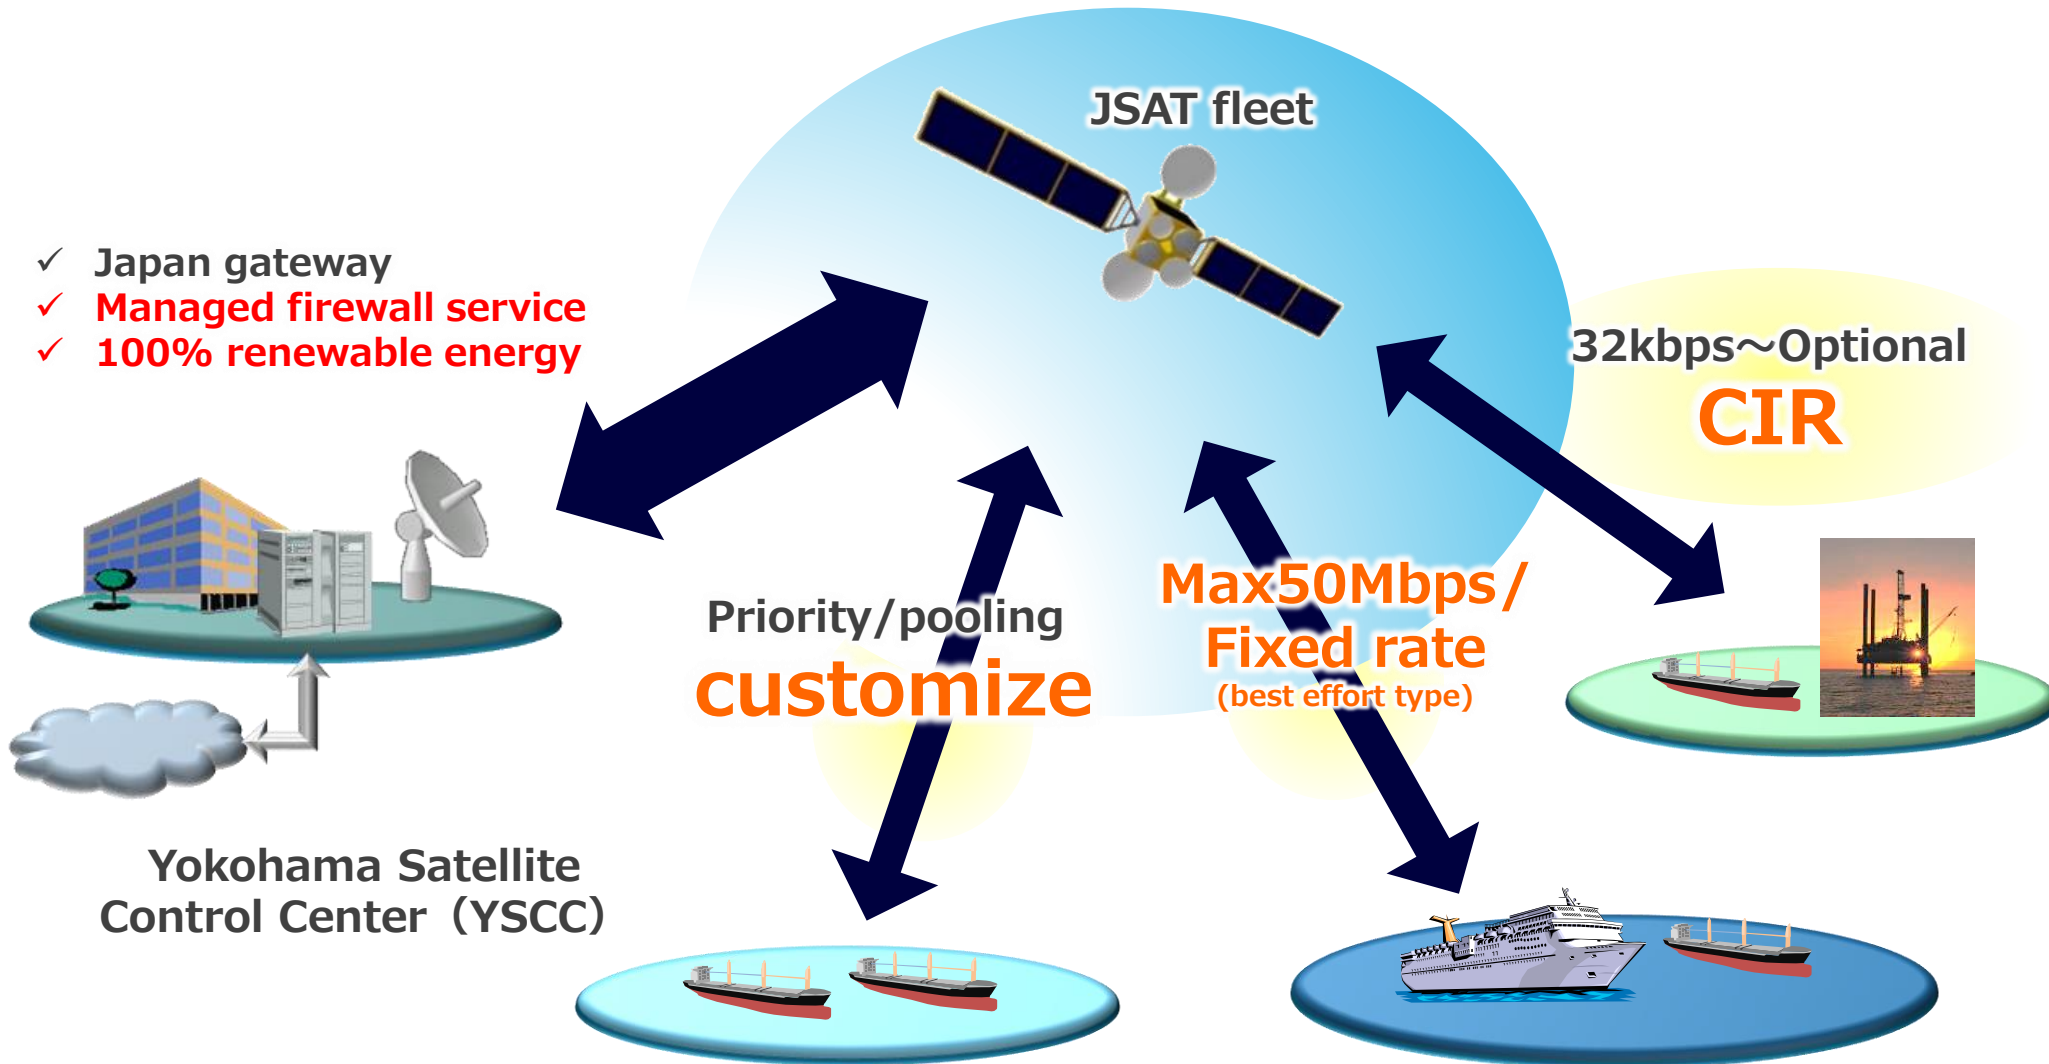 JSAT fleet
✓ Japan gateway
✓ Managed firewall service
✓ 100% renewable energy
32kbps～Optional
CIR
Max50Mbps/
Fixed rate
(best effort type)
Priority/pooling
customize
Yokohama Satellite
Control Center（YSCC）